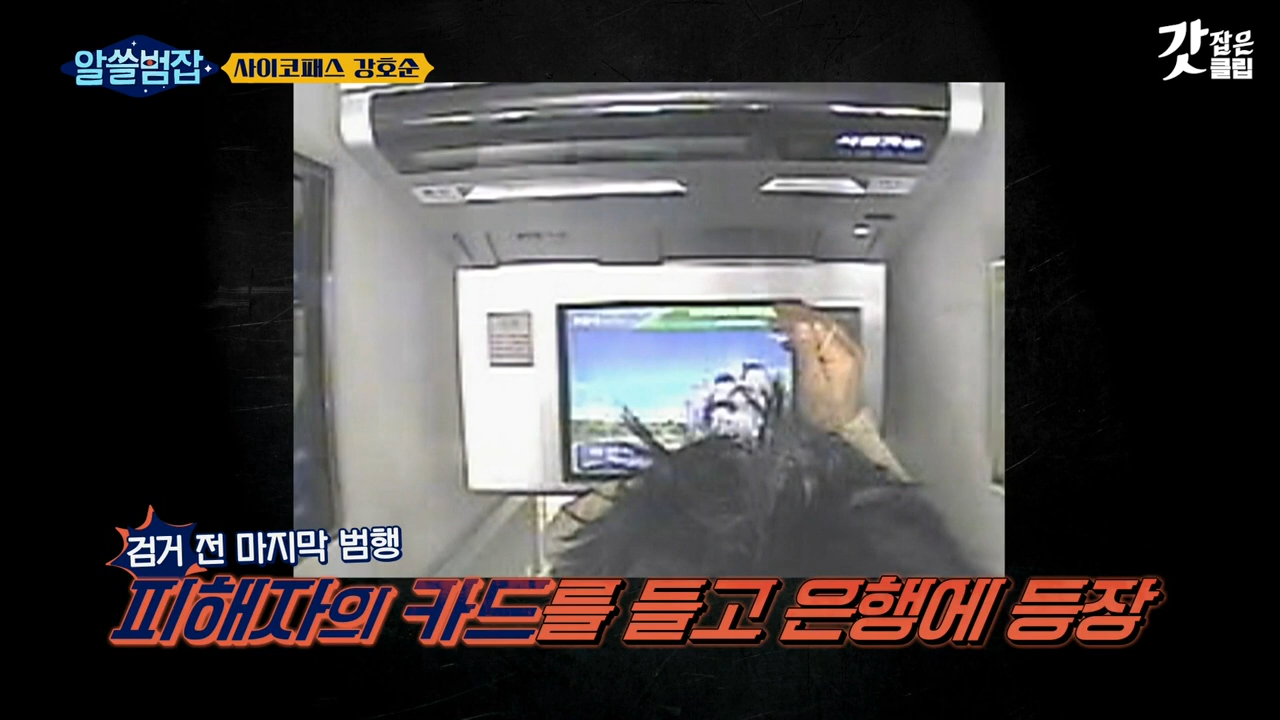 알쓸범잡
사이코패스 강호순
갓
잡은
클립
검거 전 마지막 범행
피해자의 카드를 들고 은행에 등장